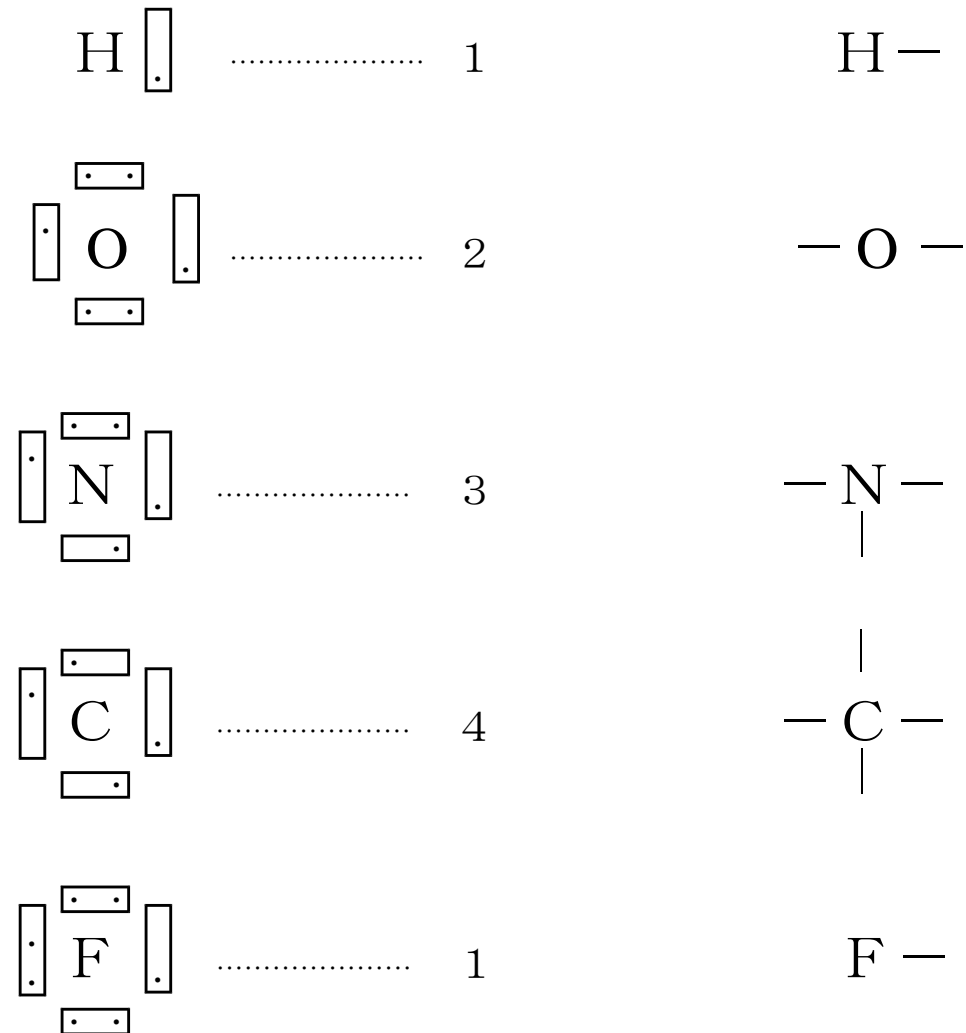 H ..................... 1 H —
O ..................... 2 — O —
N ..................... 3 — N —
C ..................... 4 — C —
F ..................... 1 F —